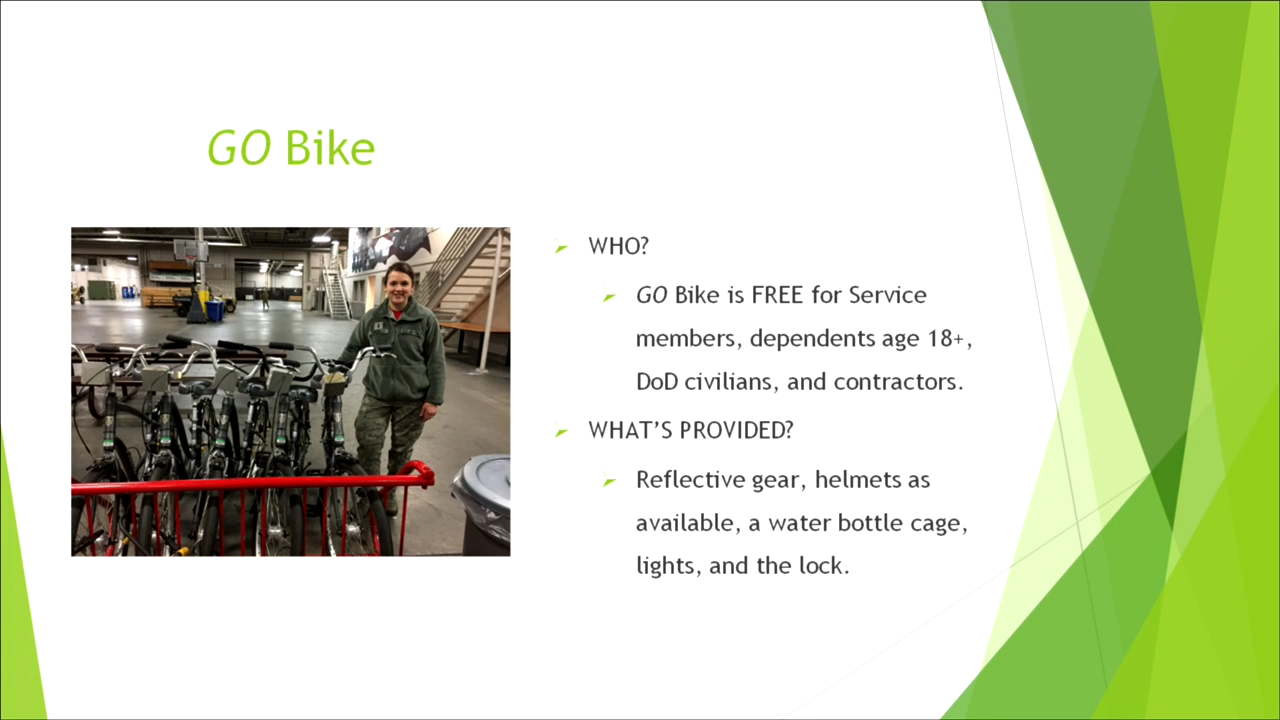 GO Bike
WHO?
GO Bike is FREE for Service
members, dependents age 18+,
DoD civilians, and contractors.
WHAT’S PROVIDED?
Reflective gear, helmets as
available, a water bottle cage,
lights, and the lock.